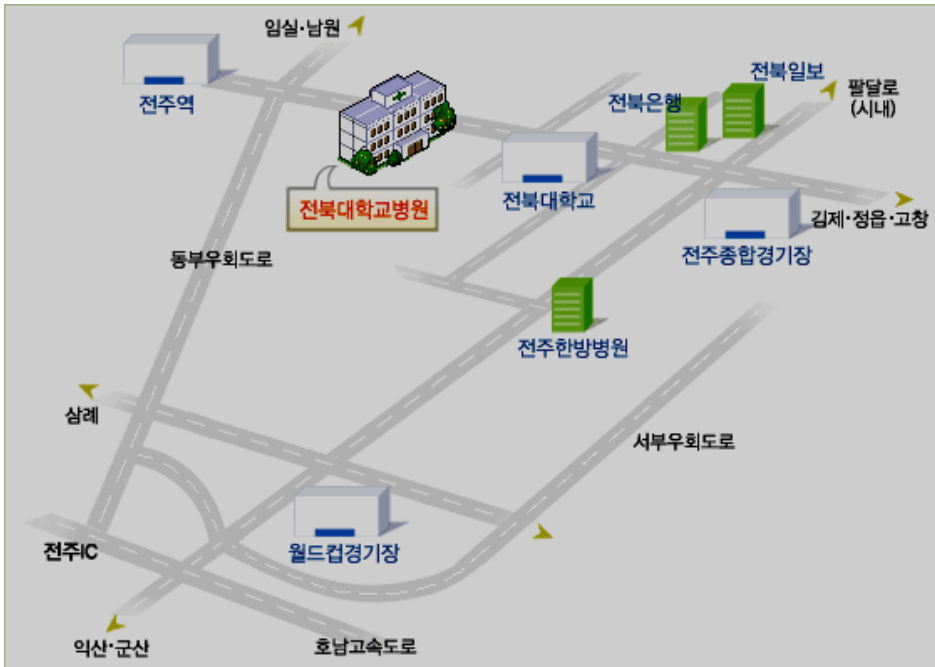 임실·남원
전주역
전북은행
전북일보
팔달로
(시내)
전북대학교병원
전북대학교
김제·정읍·고창
전주종합경기장
동부우회도로
전주한방병원
삼례
서부우회도로
전주IC
월드컵경기장
익산·군산
호남고속도로